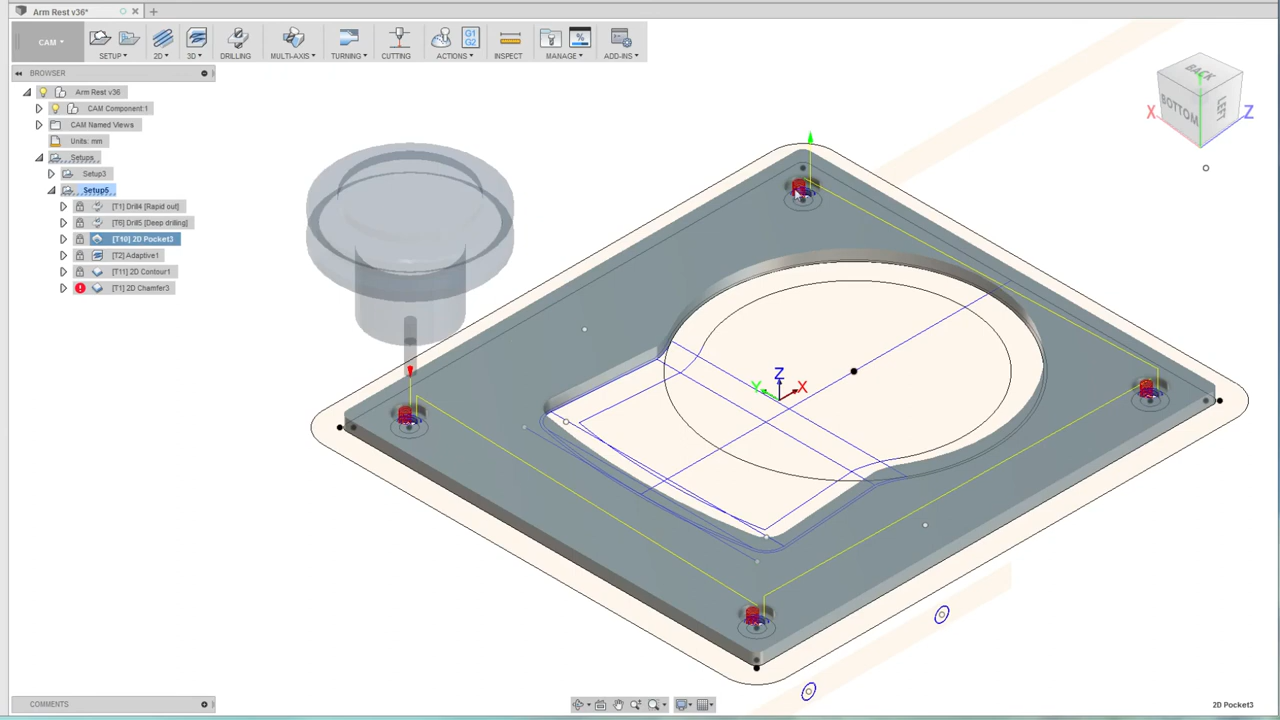 Arm Rest v36*
CAM
SETUP
2D
3D
DRILLING
MULTI-AXIS
TURNING
CUTTING
G1
G2
ACTIONS
INSPECT
MANAGE
ADD-INS
BROWSER
Arm Rest v36
CAM Component:1
CAM Named Views
Units: mm
Setups
Setup3
Setup5
[T1] Drill4 [Rapid out]
[T6] Drill5 [Deep drilling]
[T10] 2D Pocket3
[T2] Adaptive1
[T11] 2D Contour1
[T1] 2D Chamfer3
BACK
BOTTOM
X
Z
Z
Y
X
COMMENTS
2D Pocket3